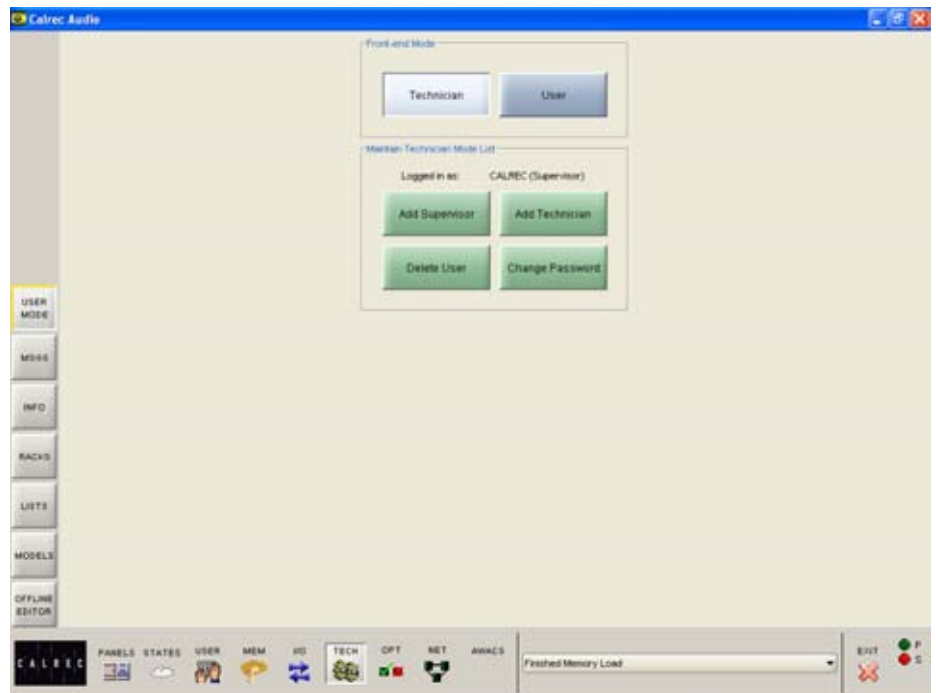 Calrec Audio
Front-end Mode
Technician
User
Maintain Technician Mode List
Logged in as:
CALREC (Supervisor)
Add Supervisor
Add Technician
Delete User
Change Password
USER
MODE
MSGS
INFO
RACKS
LISTS
MODELS
OFFLINE
EDITOR
CALREC
PANELS
STATES
USER
MEM
I/O
TECH
OPT
NET
AWACS
Finished Memory Load
EXIT
P
S